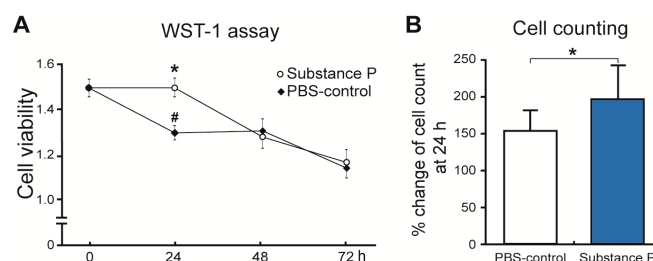 A
WST-1 assay
Cell viability
1.6
1.4
1.2
1.0
0
*
#
Substance P
PBS-control
0 24 48 72 h
B
Cell counting
% change of cell count
at 24 h
250
200
150
100
50
0
*
PBS-control Substance P